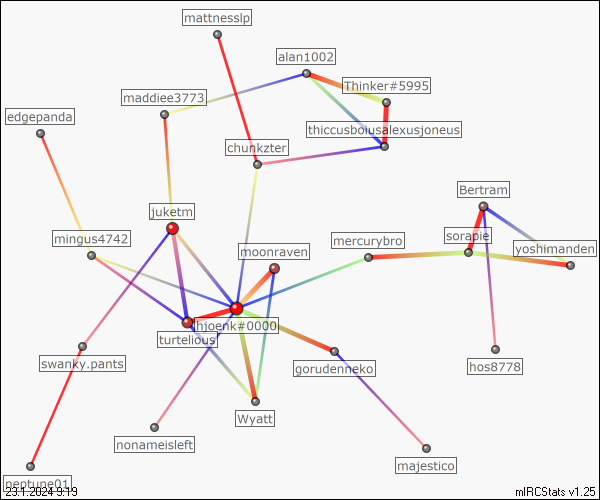 mattnesslp
alan1002
Thinker#5995
maddiee3773
edgepanda
thiccusboiusalexusjoneus
chunkzter
Bertram
juketm
mingus4742
mercurybro
sorapie
moonraven
yoshimanden
hjoenk#0000
turtelious
swanky.pants
gorudenneko
hos8778
Wyatt
nonameisleft
majestico
neptune01
23.1.2024 9:19
mIRCStats v1.25